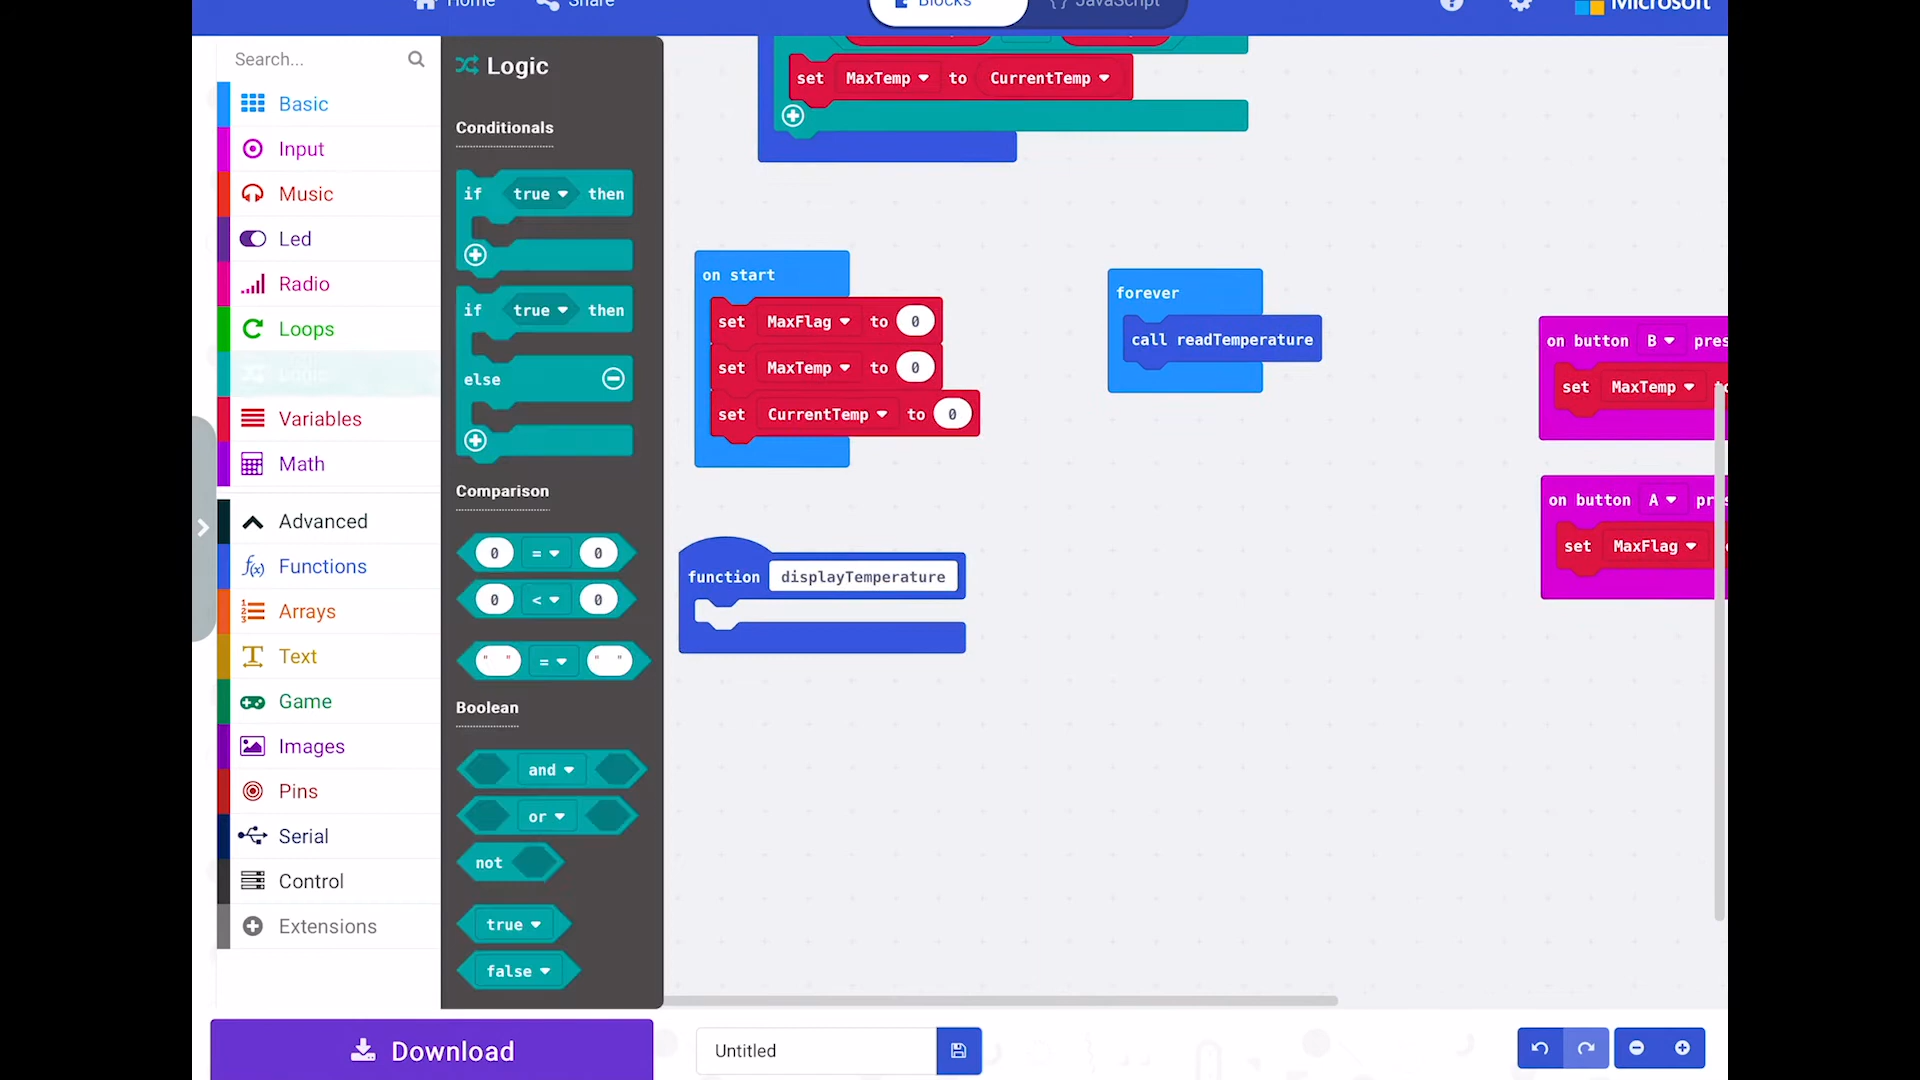 Home
Share
Blocks
{} JavaScript
Microsoft
Search...
Basic
Input
Music
Led
Radio
Loops
Logic
Variables
Math
Advanced
Functions
Arrays
Text
Game
Images
Pins
Serial
Control
Extensions
Logic
Conditionals
if true then
if true then
else
Comparison
0 = 0
0 < 0
" " = " "
Boolean
and
or
not
true
false
set MaxTemp to CurrentTemp
on start
set MaxFlag to 0
set MaxTemp to 0
set CurrentTemp to 0
forever
call readTemperature
on button B pres
set MaxTemp to
on button A pr
set MaxFlag
function displayTemperature
Download
Untitled